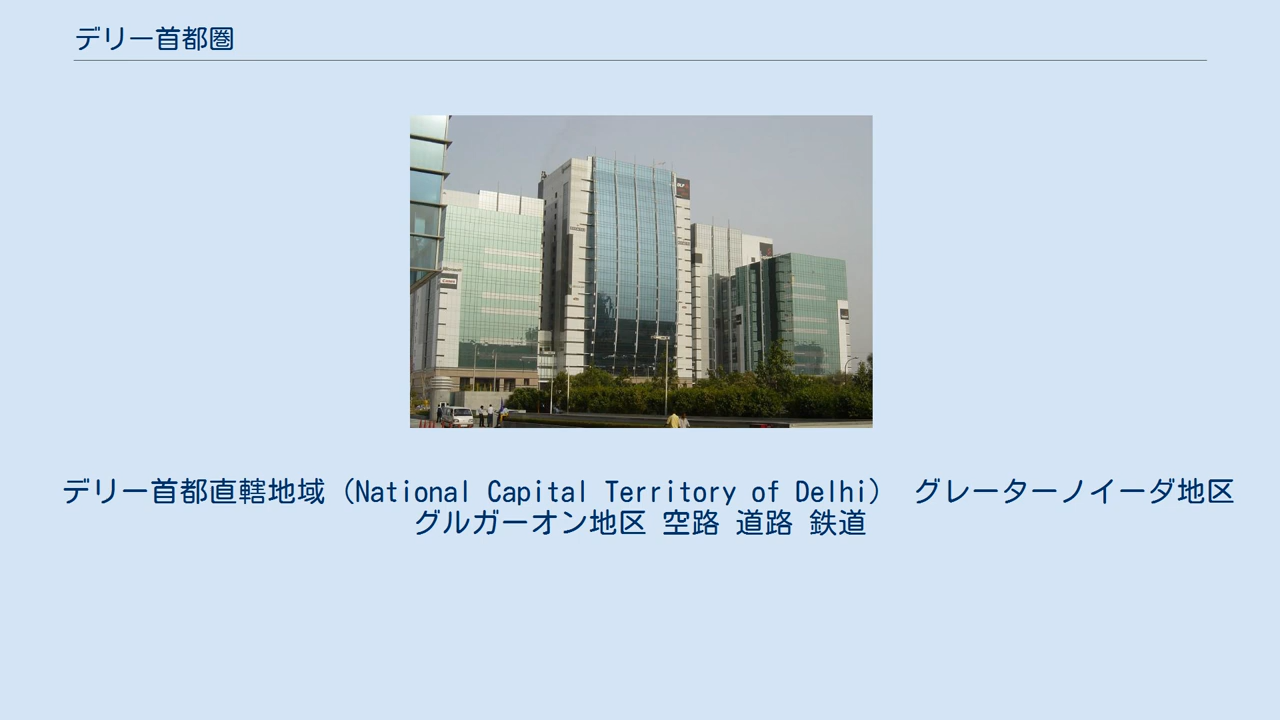 デリー首都圏
デリー首都直轄地域（National Capital Territory of Delhi） グレーターノイーダ地区
グルガーオン地区 空路 道路 鉄道